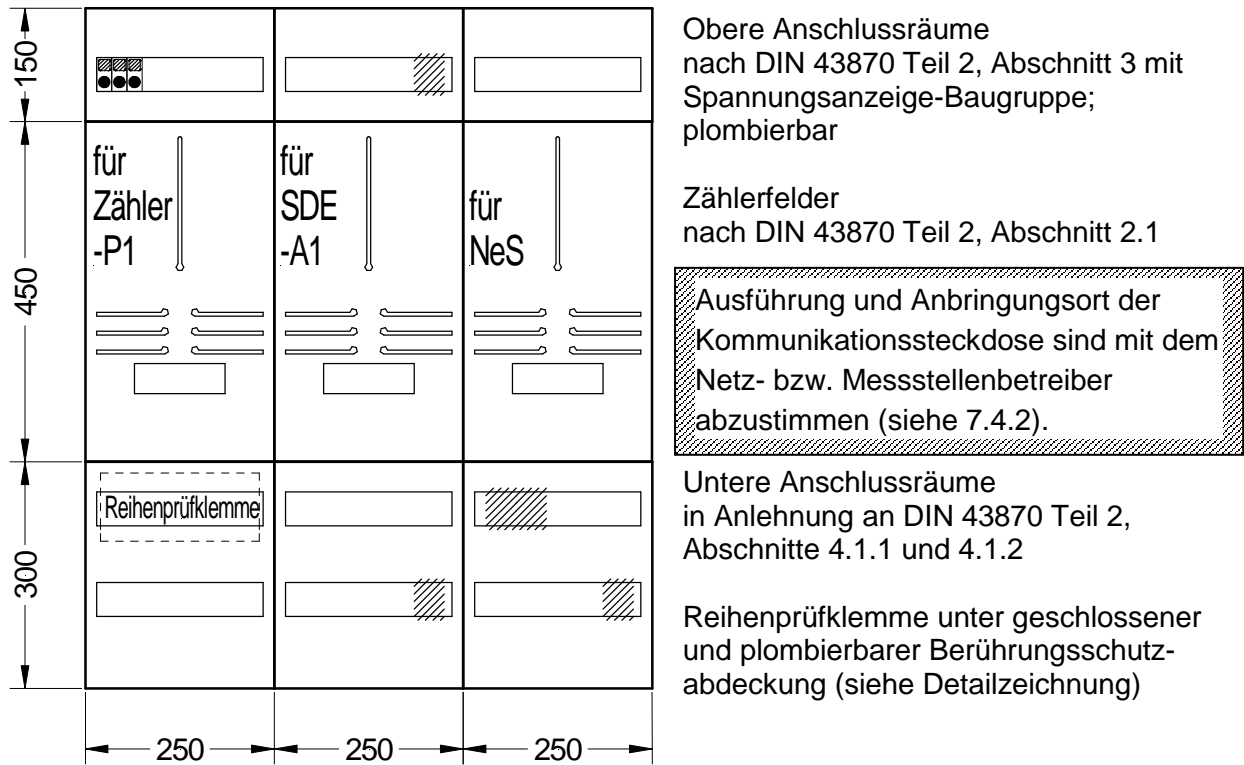 150
450
300
250
250
250
für
Zähler
-P1
für
SDE
-A1
für
NeS
Reihenprüfklemme
Obere Anschlussräume
nach DIN 43870 Teil 2, Abschnitt 3 mit
Spannungsanzeige-Baugruppe;
plombierbar
Zählerfelder
nach DIN 43870 Teil 2, Abschnitt 2.1
Ausführung und Anbringungsort der
Kommunikationssteckdose sind mit dem
Netz- bzw. Messstellenbetreiber
abzustimmen (siehe 7.4.2).
Untere Anschlussräume
in Anlehnung an DIN 43870 Teil 2,
Abschnitte 4.1.1 und 4.1.2
Reihenprüfklemme unter geschlossener
und plombierbarer Berührungsschutz-
abdeckung (siehe Detailzeichnung)